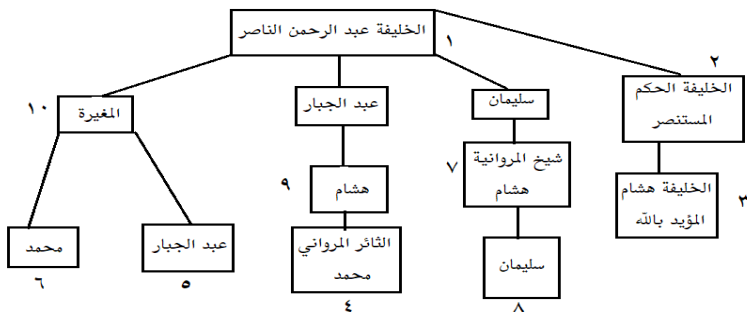 الخليفة عبد الرحمن الناصر
١
٢
الخليفة الحكم
المستنصر
سليمان
عبد الجبار
المغيرة
١٠
شيخ المروانية
هشام
٧
الخليفة هشام
المؤيد بالله
٣
هشام
٩
الثائر المرواني
محمد
٤
سليمان
٨
عبد الجبار
٥
محمد
٦